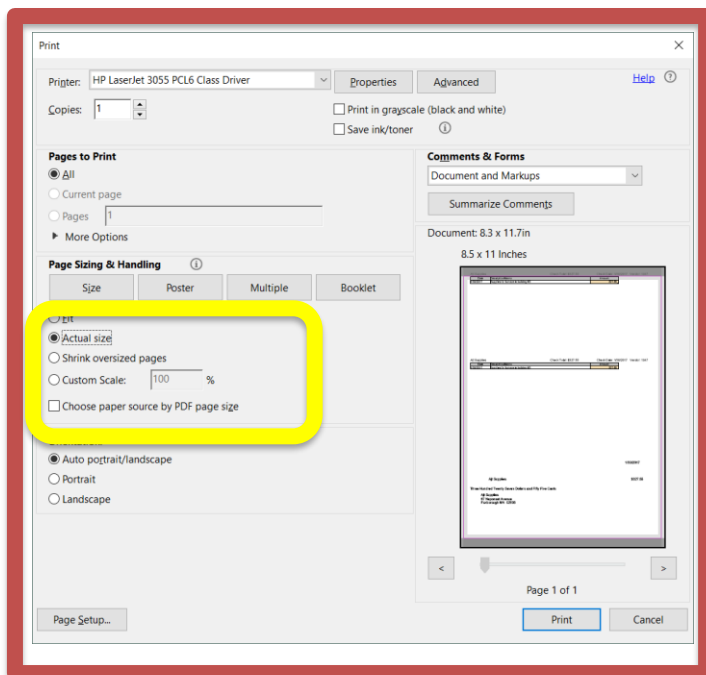 Print
Printer: HP LaserJet 3055 PCL6 Class Driver Properties Advanced Help
Copies: 1 Print in grayscale (black and white)
Save ink/toner
Pages to Print
All
Current page
Pages 1
More Options
Comments & Forms
Document and Markups
Summarize Comments
Page Sizing & Handling
Size Poster Multiple Booklet
Fit
Actual size
Shrink oversized pages
Custom Scale: 100 %
Choose paper source by PDF page size
Auto portrait/landscape
Portrait
Landscape
Document: 8.3 x 11.7in
8.5 x 11 Inches
<
>
Page 1 of 1
Page Setup...
Print Cancel